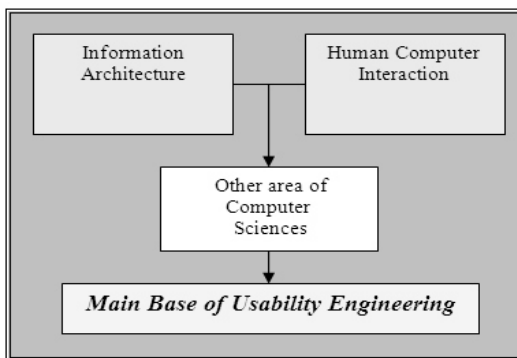 Information
Architecture
Human Computer
Interaction
Other area of
Computer
Sciences
Main Base of Usability Engineering